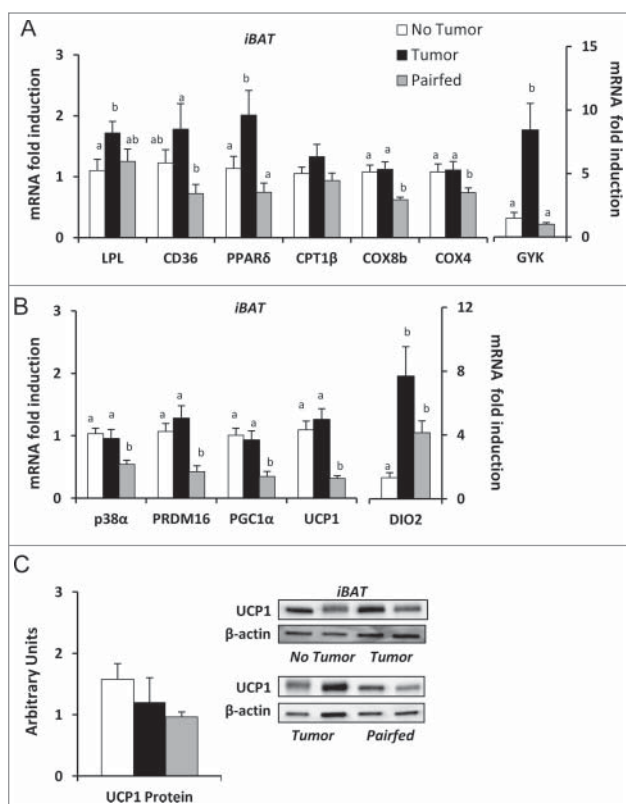 A
iBAT
No Tumor
Tumor
Pairfed
mRNA fold induction
3
2
1
0
a b ab
ab a b
a b a
a a b
a a b
a b a
LPL CD36 PPARδ CPT1β COX8b COX4 GYK
15
10
5
0
mRNA fold induction
B
iBAT
mRNA fold induction
3
2
1
0
a a b
a a b
a a b
a a b
a b b
p38α PRDM16 PGC1α UCP1 DIO2
12
8
4
0
mRNA fold induction
C
Arbitrary Units
3
2
1
0
UCP1 Protein
iBAT
UCP1
β-actin
No Tumor Tumor
UCP1
β-actin
Tumor Pairfed